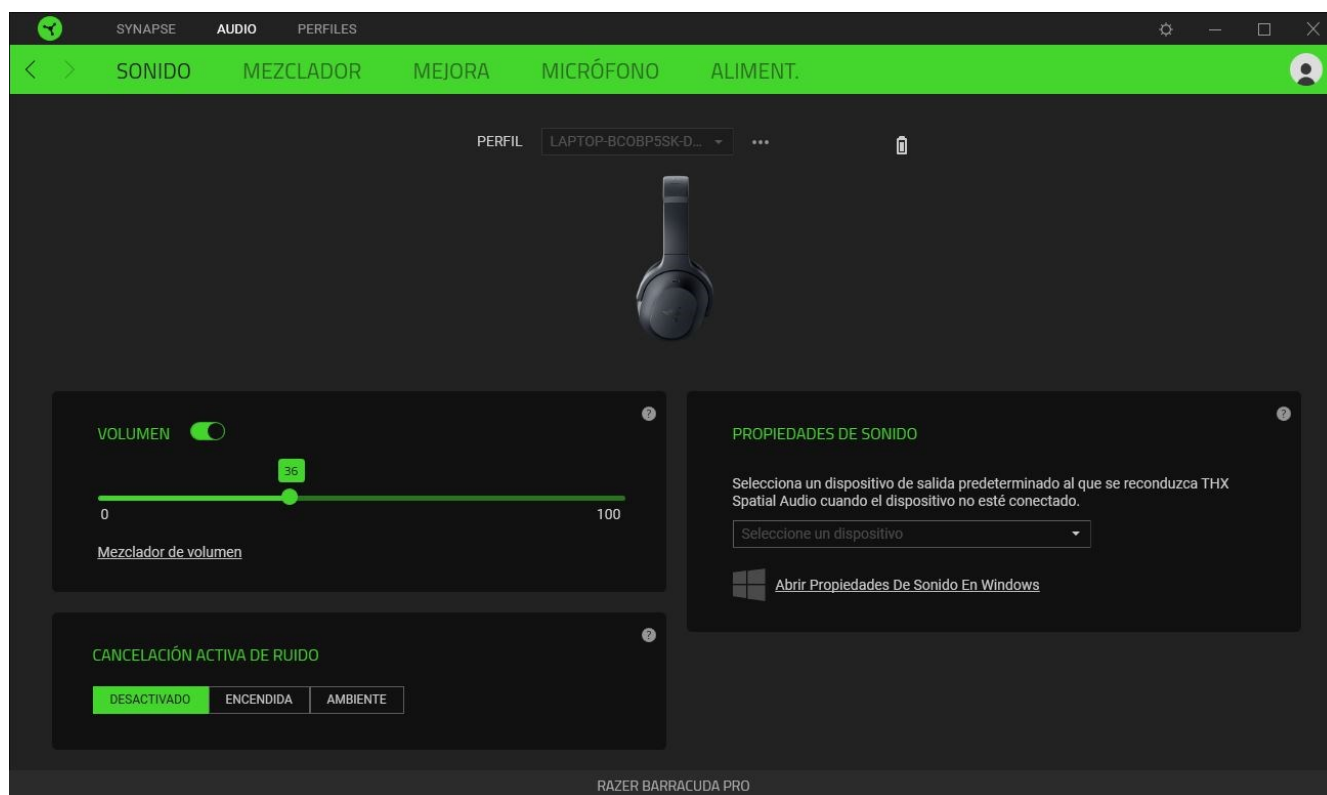 SYNAPSE AUDIO PERFILES
SONIDO MEZCLADOR MEJORA MICRÓFONO ALIMENT.
PERFIL LAPTOP-BCOBP5SK-D... •••
VOLUMEN
36
0 100
Mezclador de volumen
PROPIEDADES DE SONIDO
Selecciona un dispositivo de salida predeterminado al que se reconduzca THX
Spatial Audio cuando el dispositivo no esté conectado.
Seleccione un dispositivo
Abrir Propiedades De Sonido En Windows
CANCELACIÓN ACTIVA DE RUIDO
DESACTIVADO ENCENDIDA AMBIENTE
RAZER BARRACUDA PRO